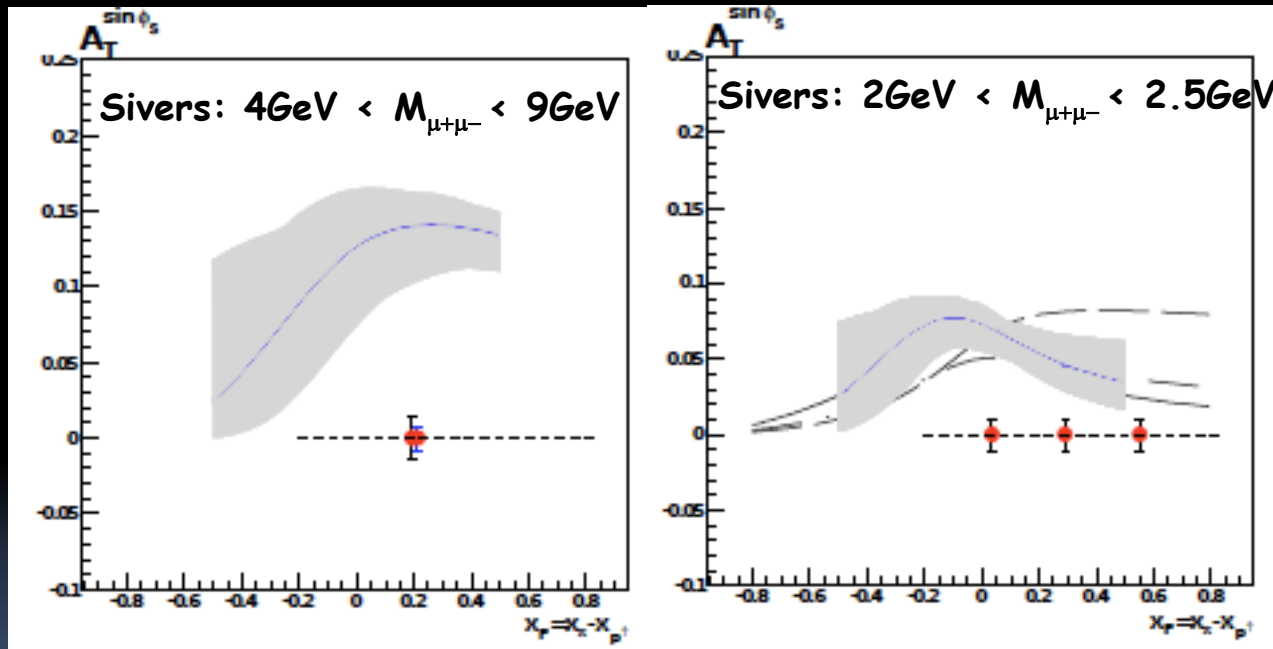 A_T^{sin ϕ_s}
Sivers: 4GeV < M_{μ+μ−} < 9GeV
0.25
0.2
0.15
0.1
0.05
0
-0.05
-0.1
-0.8 -0.6 -0.4 -0.2 0 0.2 0.4 0.6 0.8
x_F=x_π-x_{p↑}
A_T^{sin ϕ_s}
Sivers: 2GeV < M_{μ+μ−} < 2.5GeV
0.25
0.2
0.15
0.1
0.05
0
-0.05
-0.1
-0.8 -0.6 -0.4 -0.2 0 0.2 0.4 0.6 0.8
x_F=x_π-x_{p↑}